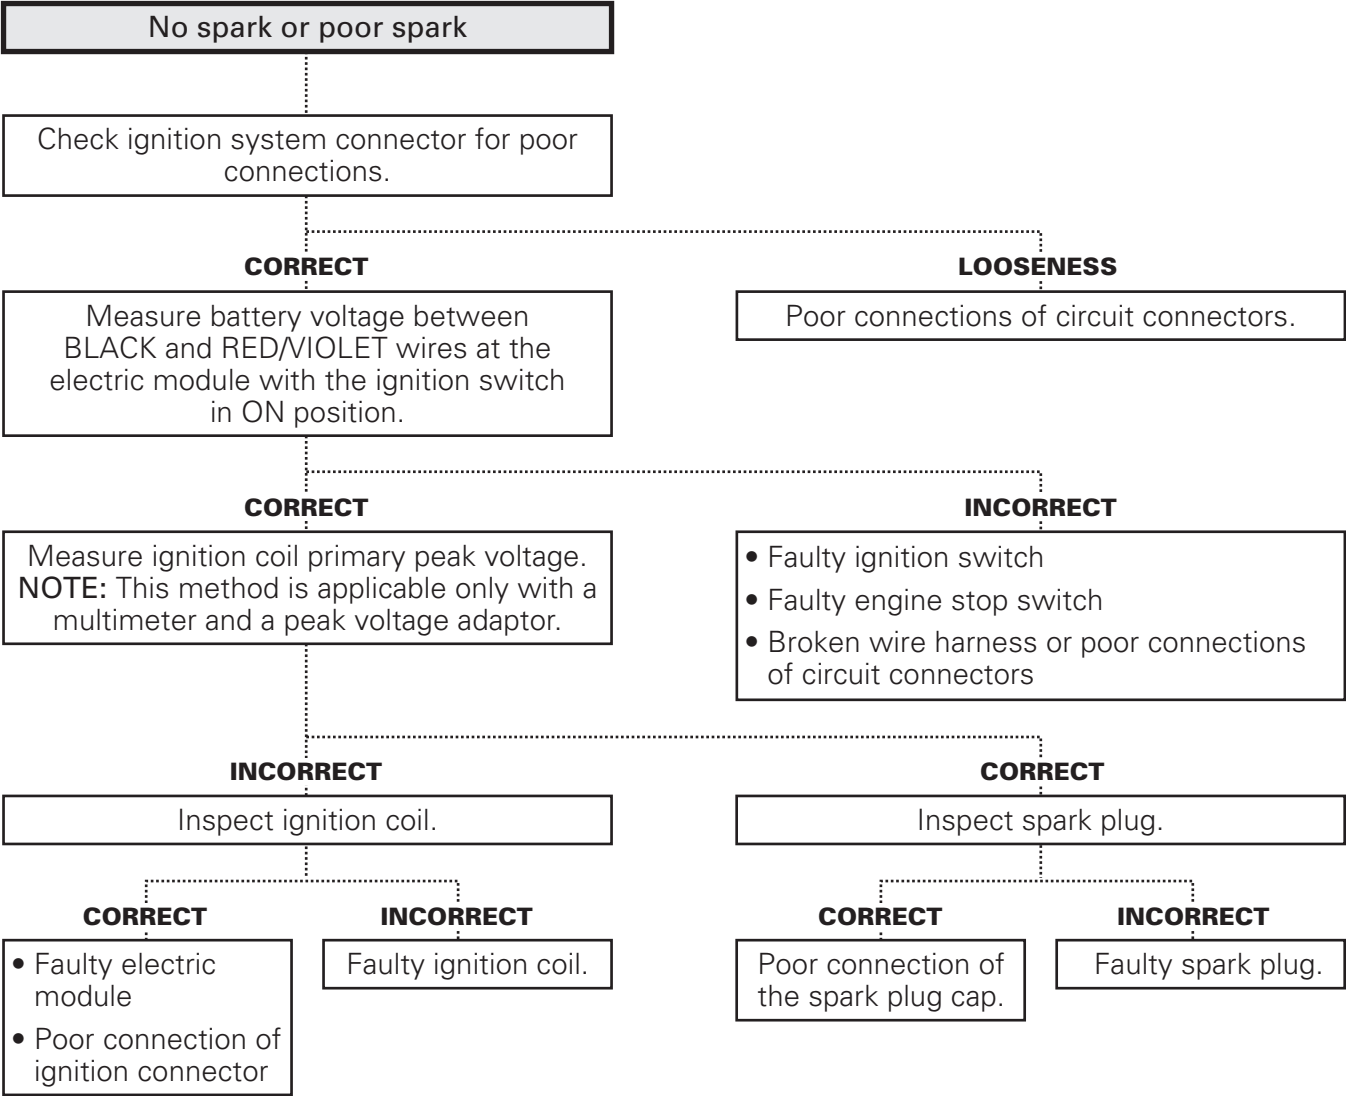 No spark or poor spark
Check ignition system connector for poor
connections.
CORRECT
LOOSENESS
Measure battery voltage between
BLACK and RED/VIOLET wires at the
electric module with the ignition switch
in ON position.
Poor connections of circuit connectors.
CORRECT
INCORRECT
Measure ignition coil primary peak voltage.
NOTE: This method is applicable only with a
multimeter and a peak voltage adaptor.
• Faulty ignition switch
• Faulty engine stop switch
• Broken wire harness or poor connections
of circuit connectors
INCORRECT
CORRECT
Inspect ignition coil.
Inspect spark plug.
CORRECT
INCORRECT
CORRECT
INCORRECT
• Faulty electric
module
• Poor connection of
ignition connector
Faulty ignition coil.
Poor connection of
the spark plug cap.
Faulty spark plug.